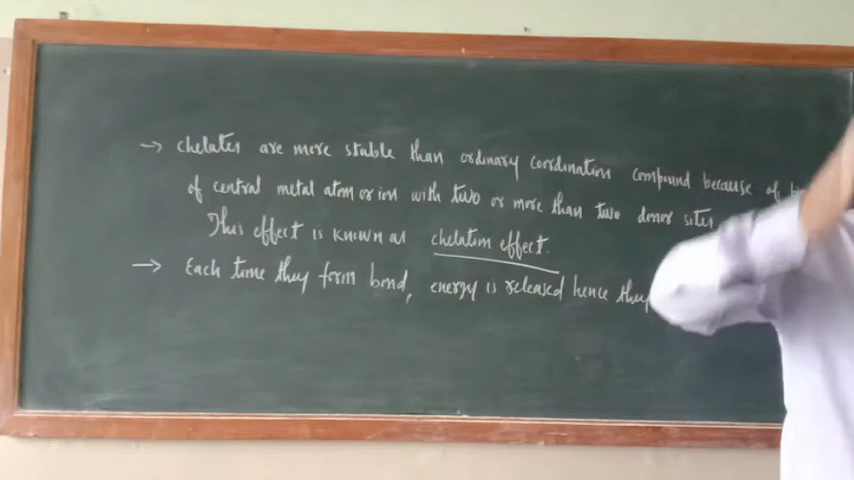 → chelates are more stable than ordinary coordination compound because of
of central metal atom or ion with two or more than two donor sites
This effect is known as chelation effect.
→ Each time they form bond, energy is released hence they